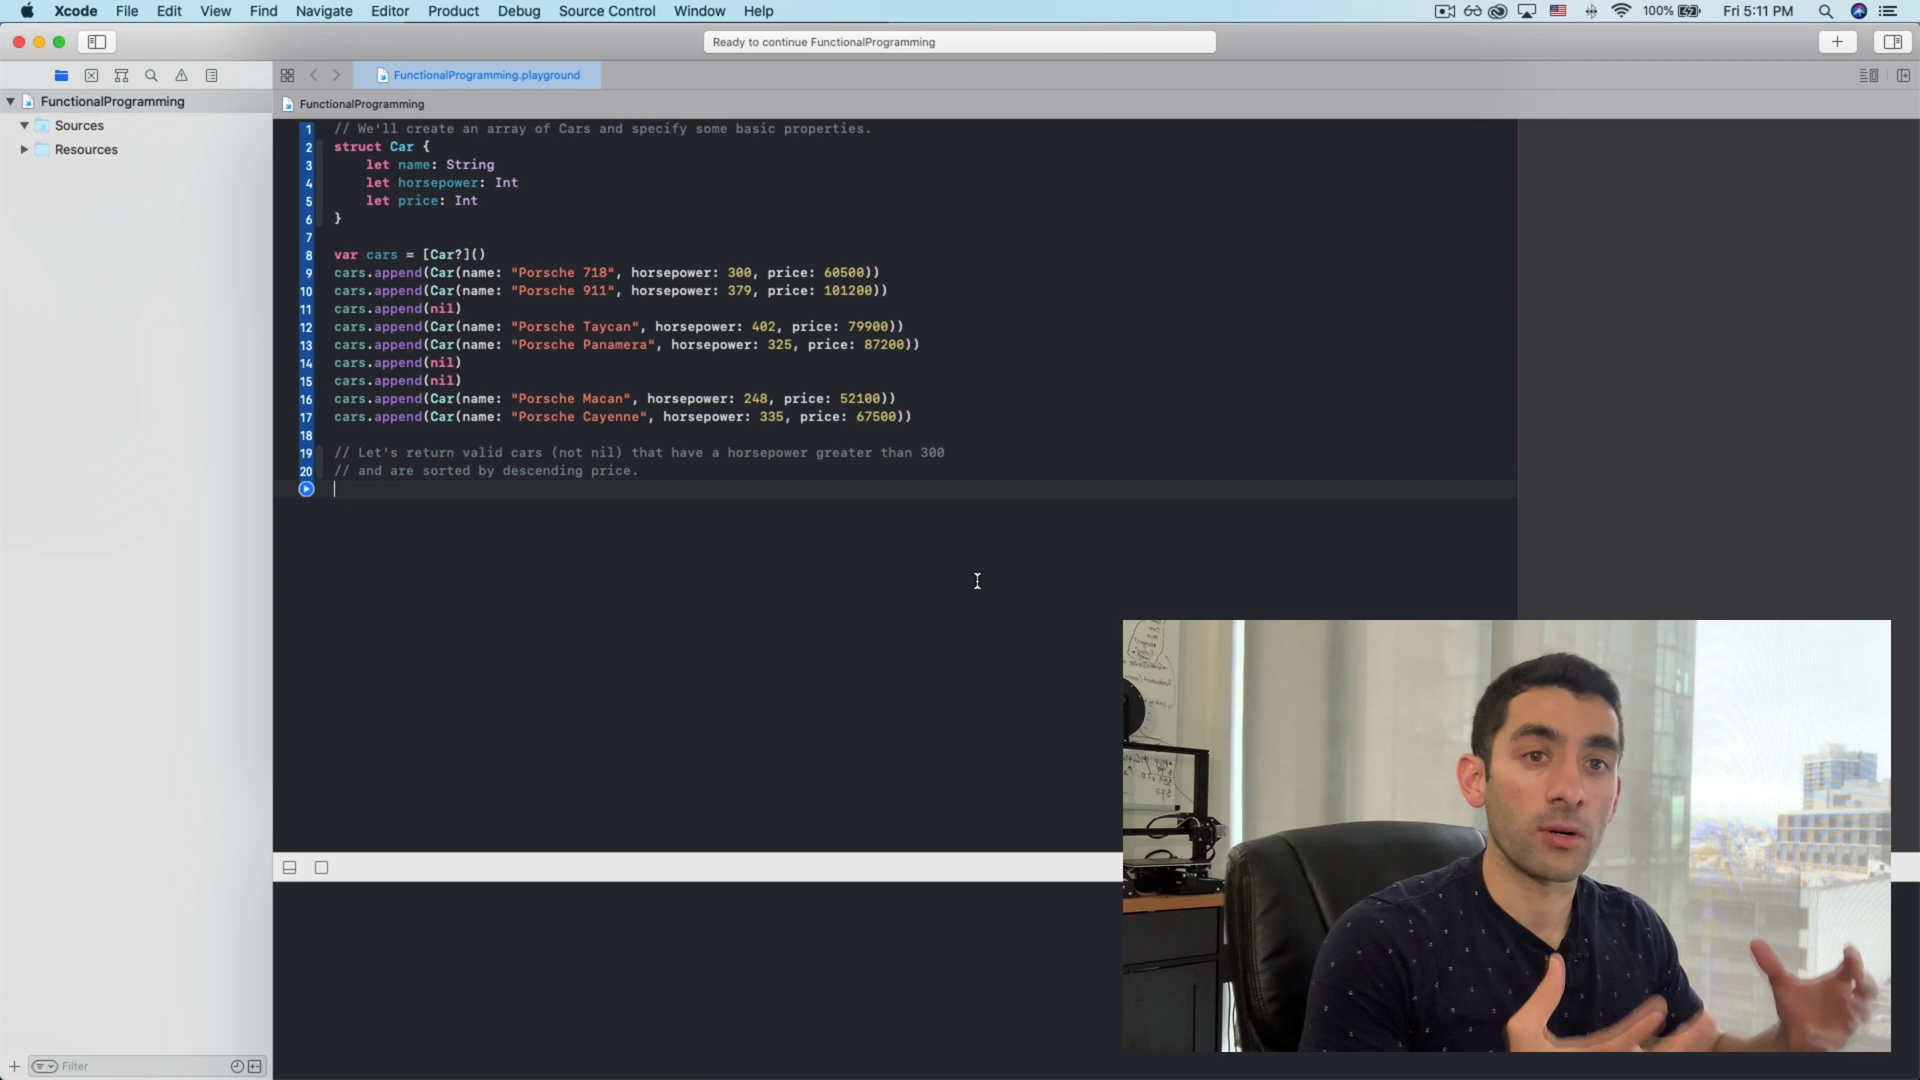 Xcode File Edit View Find Navigate Editor Product Debug Source Control Window Help
100% Fri 5:11 PM
Ready to continue FunctionalProgramming
FunctionalProgramming.playground
FunctionalProgramming
FunctionalProgramming
Sources
Resources
1 // We'll create an array of Cars and specify some basic properties.
2 struct Car {
3 let name: String
4 let horsepower: Int
5 let price: Int
6 }
7
8 var cars = [Car?]()
9 cars.append(Car(name: "Porsche 718", horsepower: 300, price: 60500))
10 cars.append(Car(name: "Porsche 911", horsepower: 379, price: 101200))
11 cars.append(nil)
12 cars.append(Car(name: "Porsche Taycan", horsepower: 402, price: 79900))
13 cars.append(Car(name: "Porsche Panamera", horsepower: 325, price: 87200))
14 cars.append(nil)
15 cars.append(nil)
16 cars.append(Car(name: "Porsche Macan", horsepower: 248, price: 52100))
17 cars.append(Car(name: "Porsche Cayenne", horsepower: 335, price: 67500))
18
19 // Let's return valid cars (not nil) that have a horsepower greater than 300
20 // and are sorted by descending price.
Filter